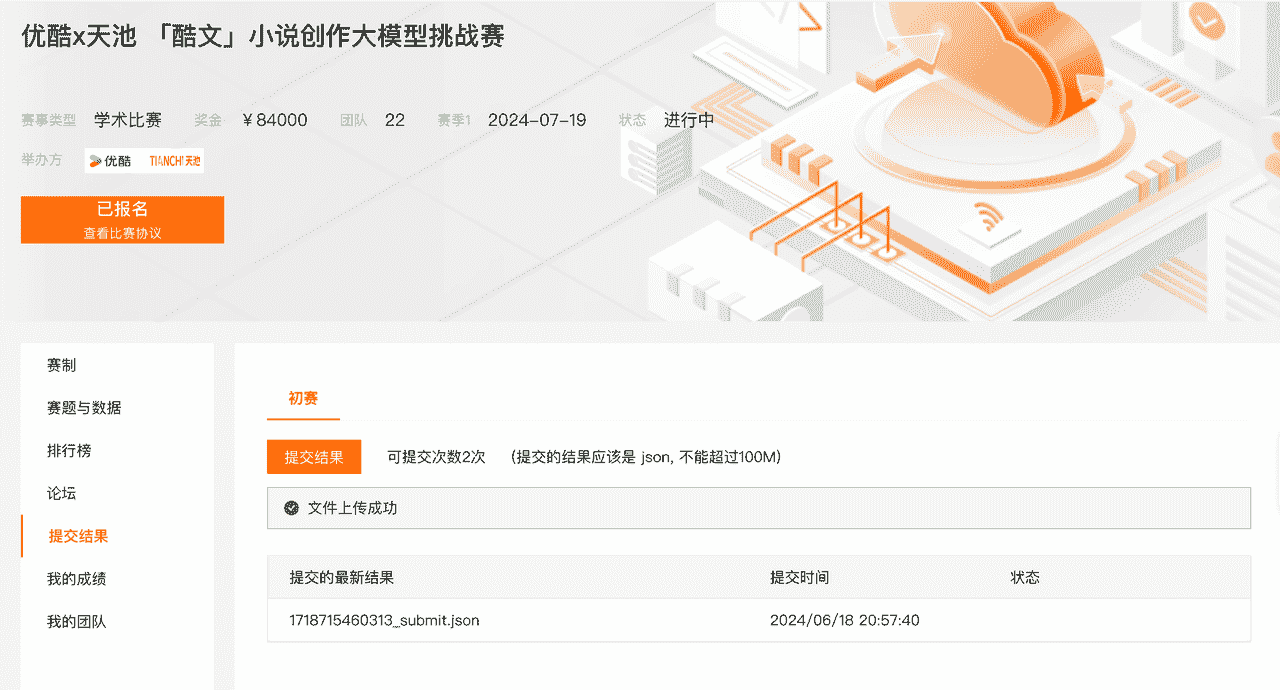 优酷x天池 「酷文」小说创作大模型挑战赛
赛事类型 学术比赛 奖金 ￥84000 团队 22 赛季1 2024-07-19 状态 进行中
举办方 优酷 TIANCHI天池
已报名
查看比赛协议
赛制
赛题与数据
排行榜
论坛
提交结果
我的成绩
我的团队
初赛
提交结果 可提交次数2次 (提交的结果应该是 json, 不能超过100M)
文件上传成功
提交的最新结果 提交时间 状态
1718715460313_submit.json 2024/06/18 20:57:40